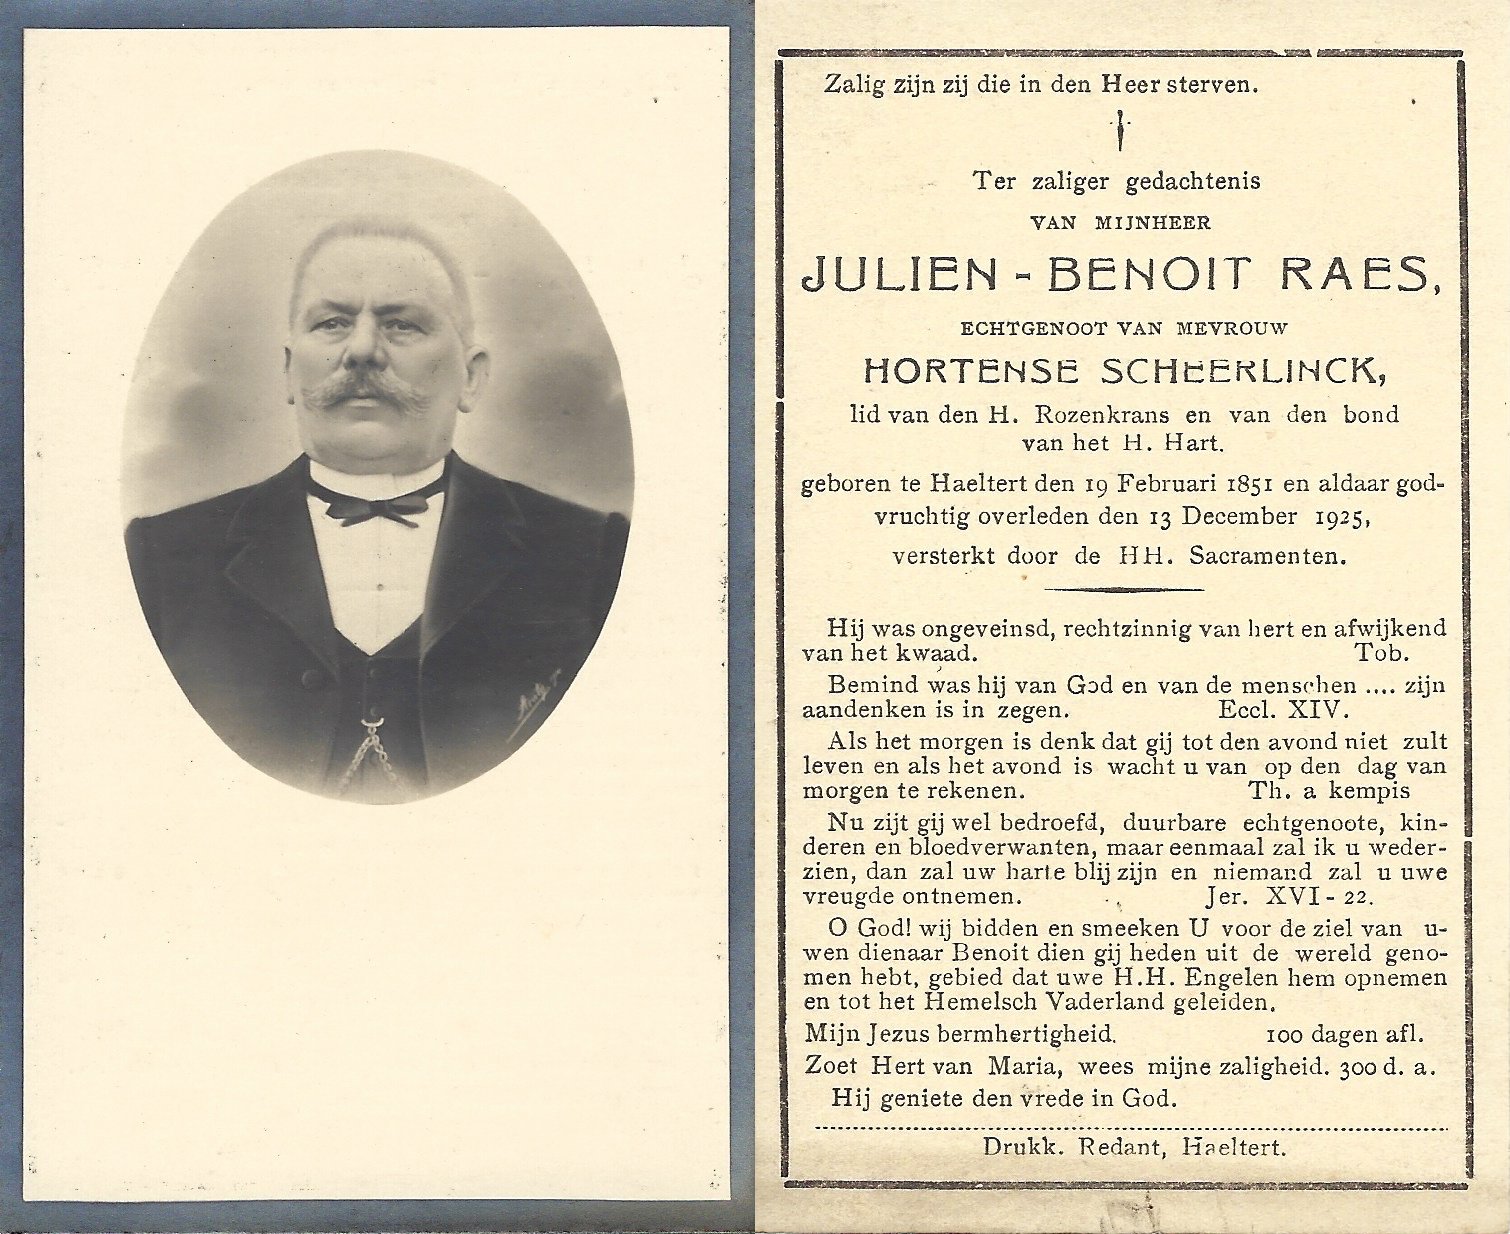 Zalig zijn zij die in den Heer sterven.
Ter zaliger gedachtenis
VAN MIJNHEER
JULIEN - BENOIT RAES,
ECHTGENOOT VAN MEVROUW
HORTENSE SCHEERLINCK,
lid van den H. Rozenkrans en van den bond
van het H. Hart.
geboren te Haeltert den 19 Februari 1851 en aldaar god-
vruchtig overleden den 13 December 1925,
versterkt door de HH. Sacramenten.
Hij was ongeveinsd, rechtzinnig van hert en afwijkend
van het kwaad. Tob.
Bemind was hij van God en van de menschen .... zijn
aandenken is in zegen. Eccl. XIV.
Als het morgen is denk dat gij tot den avond niet zult
leven en als het avond is wacht u van op den dag van
morgen te rekenen. Th. a kempis
Nu zijt gij wel bedroefd, duurbare echtgenoote, kin-
deren en bloedverwanten, maar eenmaal zal ik u weder-
zien, dan zal uw harte blij zijn en niemand zal u uwe
vreugde ontnemen. Jer. XVI - 22.
O God! wij bidden en smeeken U voor de ziel van u-
wen dienaar Benoit dien gij heden uit de wereld geno-
men hebt, gebied dat uwe H.H. Engelen hem opnemen
en tot het Hemelsch Vaderland geleiden.
Mijn Jezus bermhertigheid. 100 dagen afl.
Zoet Hert van Maria, wees mijne zaligheid. 300 d. a.
Hij geniete den vrede in God.
Drukk. Redant, Haeltert.